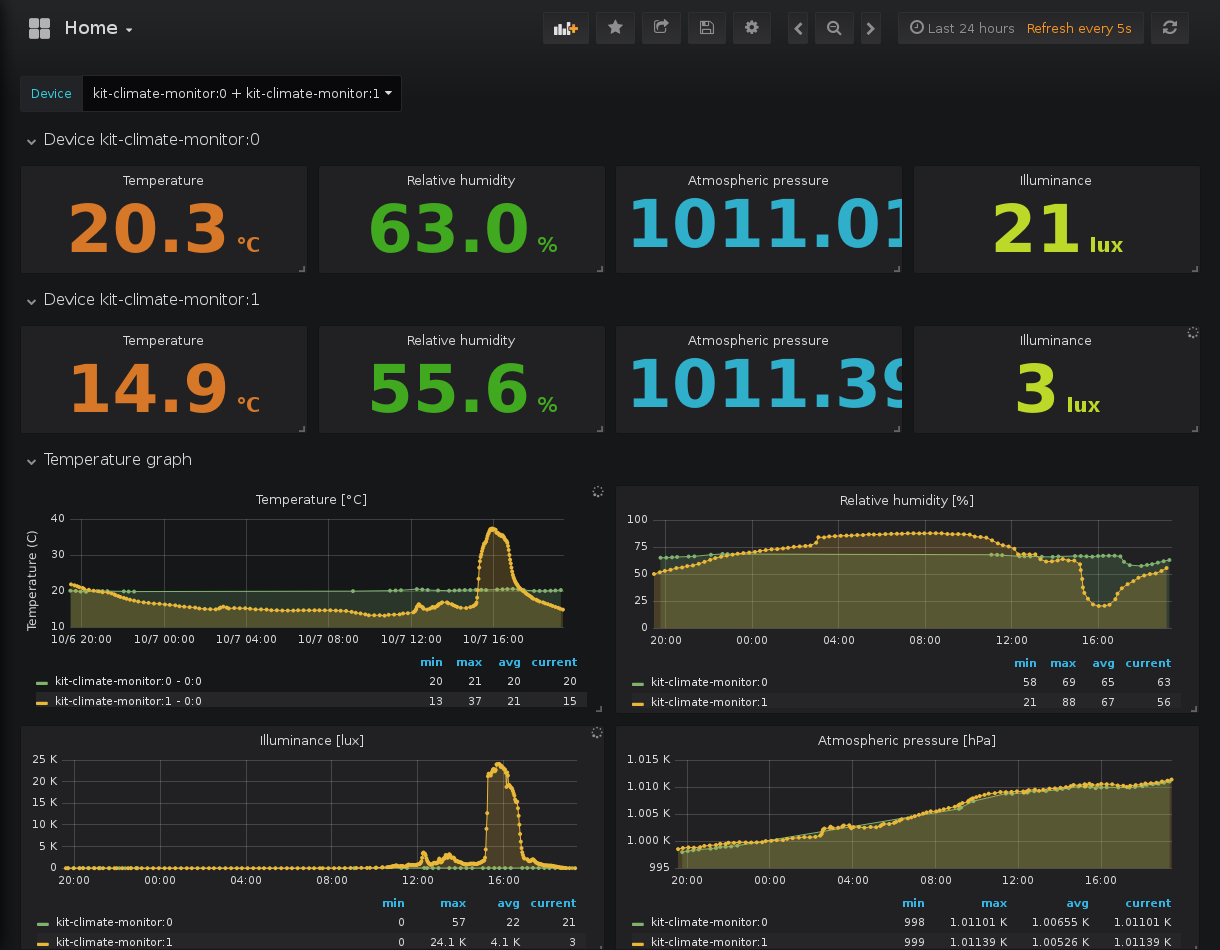 Home
Last 24 hours Refresh every 5s
Device kit-climate-monitor:0 + kit-climate-monitor:1
Device kit-climate-monitor:0
Temperature Relative humidity Atmospheric pressure Illuminance
20.3 °C 63.0 % 1011.01 21 lux
Device kit-climate-monitor:1
Temperature Relative humidity Atmospheric pressure Illuminance
14.9 °C 55.6 % 1011.39 3 lux
Temperature graph
Temperature [°C]
Temperature (C)
40
30
20
10
10/6 20:00 10/7 00:00 10/7 04:00 10/7 08:00 10/7 12:00 10/7 16:00
min max avg current
kit-climate-monitor:0 - 0:0 20 21 20 20
kit-climate-monitor:1 - 0:0 13 37 21 15
Relative humidity [%]
100
75
50
25
0
20:00 00:00 04:00 08:00 12:00 16:00
min max avg current
kit-climate-monitor:0 58 69 65 63
kit-climate-monitor:1 21 88 67 56
Illuminance [lux]
25 K
20 K
15 K
10 K
5 K
0
20:00 00:00 04:00 08:00 12:00 16:00
min max avg current
kit-climate-monitor:0 0 57 22 21
kit-climate-monitor:1 0 24.1 K 4.1 K 3
Atmospheric pressure [hPa]
1.015 K
1.010 K
1.005 K
1.000 K
995
20:00 00:00 04:00 08:00 12:00 16:00
min max avg current
kit-climate-monitor:0 998 1.01101 K 1.00655 K 1.01101 K
kit-climate-monitor:1 999 1.01139 K 1.00526 K 1.01139 K